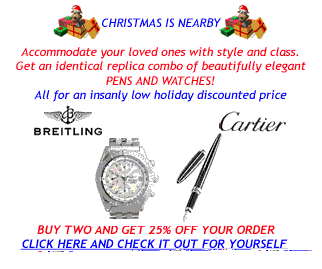 CHRISTMAS IS NEARBY
Accommodate your loved ones with style and class.
Get an identical replica combo of beautifully elegant
PENS AND WATCHES!
All for an insanly low holiday discounted price
BREITLING
Cartier
BUY TWO AND GET 25% OFF YOUR ORDER
CLICK HERE AND CHECK IT OUT FOR YOURSELF